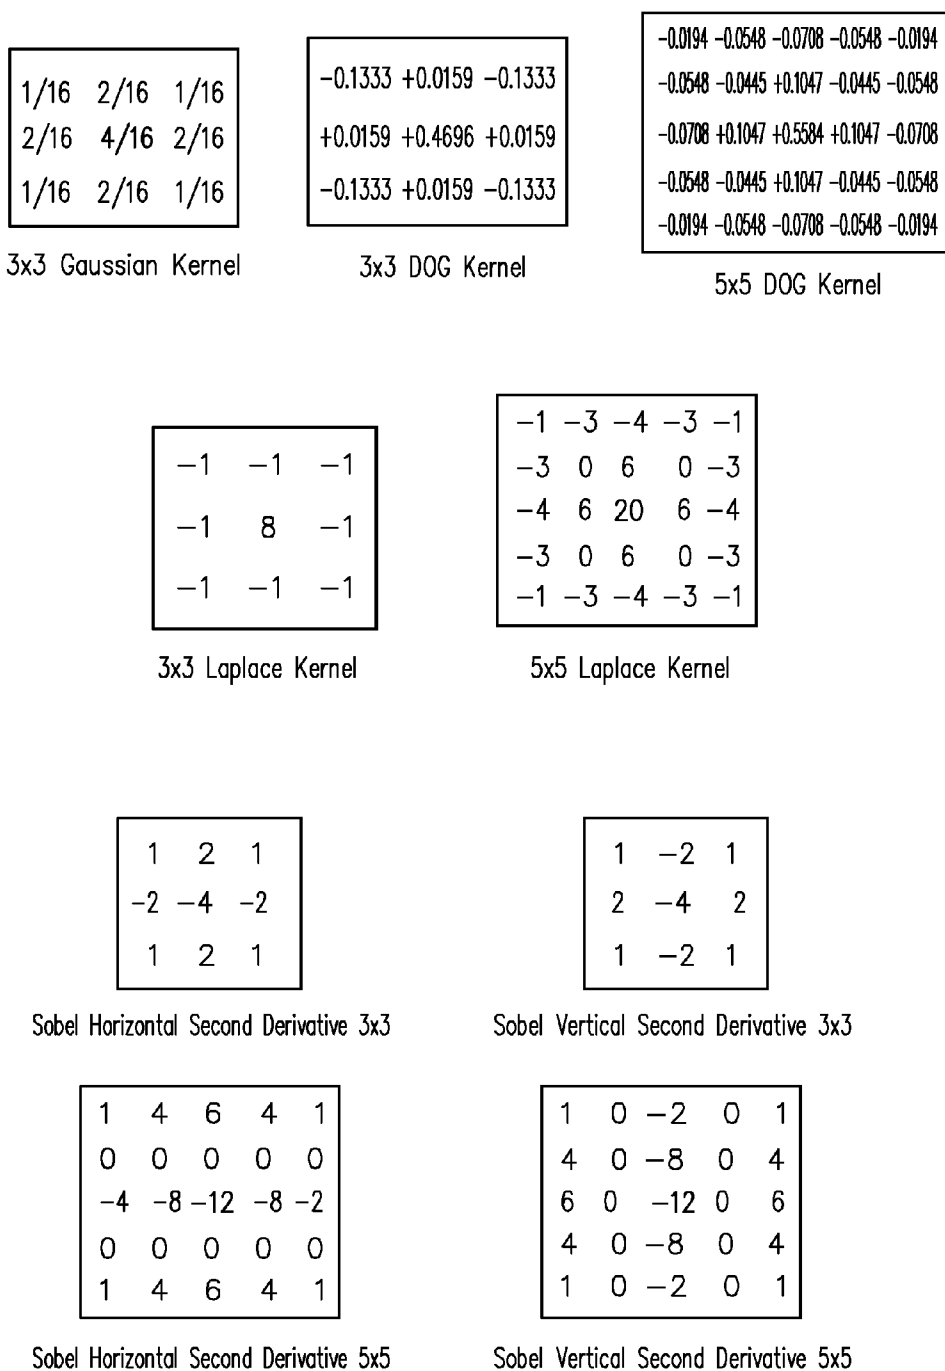 1/16 2/16 1/16
2/16 4/16 2/16
1/16 2/16 1/16
3x3 Gaussian Kernel
-0.1333 +0.0159 -0.1333
+0.0159 +0.4696 +0.0159
-0.1333 +0.0159 -0.1333
3x3 DOG Kernel
-0.0194 -0.0548 -0.0708 -0.0548 -0.0194
-0.0548 -0.0445 +0.1047 -0.0445 -0.0548
-0.0708 +0.1047 +0.5584 +0.1047 -0.0708
-0.0548 -0.0445 +0.1047 -0.0445 -0.0548
-0.0194 -0.0548 -0.0708 -0.0548 -0.0194
5x5 DOG Kernel
-1 -1 -1
-1 8 -1
-1 -1 -1
3x3 Laplace Kernel
-1 -3 -4 -3 -1
-3 0 6 0 -3
-4 6 20 6 -4
-3 0 6 0 -3
-1 -3 -4 -3 -1
5x5 Laplace Kernel
1 2 1
-2 -4 -2
1 2 1
Sobel Horizontal Second Derivative 3x3
1 -2 1
2 -4 2
1 -2 1
Sobel Vertical Second Derivative 3x3
1 4 6 4 1
0 0 0 0 0
-4 -8 -12 -8 -2
0 0 0 0 0
1 4 6 4 1
Sobel Horizontal Second Derivative 5x5
1 0 -2 0 1
4 0 -8 0 4
6 0 -12 0 6
4 0 -8 0 4
1 0 -2 0 1
Sobel Vertical Second Derivative 5x5